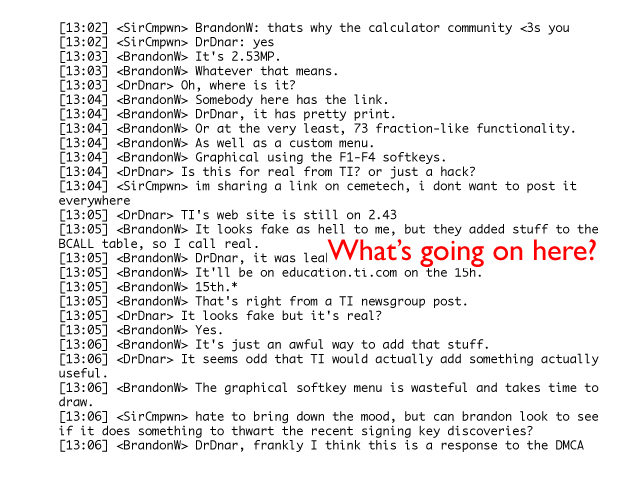 [13:02] <SirCmpwn> BrandonW: thats why the calculator community <3s you
[13:02] <SirCmpwn> DrDnar: yes
[13:03] <BrandonW> It's 2.53MP.
[13:03] <BrandonW> Whatever that means.
[13:03] <DrDnar> Oh, where is it?
[13:04] <BrandonW> Somebody here has the link.
[13:04] <BrandonW> DrDnar, it has pretty print.
[13:04] <BrandonW> Or at the very least, 73 fraction-like functionality.
[13:04] <BrandonW> As well as a custom menu.
[13:04] <BrandonW> Graphical using the F1-F4 softkeys.
[13:04] <DrDnar> Is this for real from TI? or just a hack?
[13:04] <SirCmpwn> im sharing a link on cemetech, i dont want to post it
everywhere
[13:05] <DrDnar> TI's web site is still on 2.43
[13:05] <BrandonW> It looks fake as hell to me, but they added stuff to the
BCALL table, so I call real.
What's going on here?
[13:05] <BrandonW> DrDnar, it was
[13:05] <BrandonW> It'll be on education.ti.com on the 15h.
[13:05] <BrandonW> 15th.*
[13:05] <BrandonW> That's right from a TI newsgroup post.
[13:05] <DrDnar> It looks fake but it's real?
[13:05] <BrandonW> Yes.
[13:06] <BrandonW> It's just an awful way to add that stuff.
[13:06] <DrDnar> It seems odd that TI would actually add something actually
useful.
[13:06] <BrandonW> The graphical softkey menu is wasteful and takes time to
draw.
[13:06] <SirCmpwn> hate to bring down the mood, but can brandon look to see
if it does something to thwart the recent signing key discoveries?
[13:06] <BrandonW> DrDnar, frankly I think this is a response to the DMCA